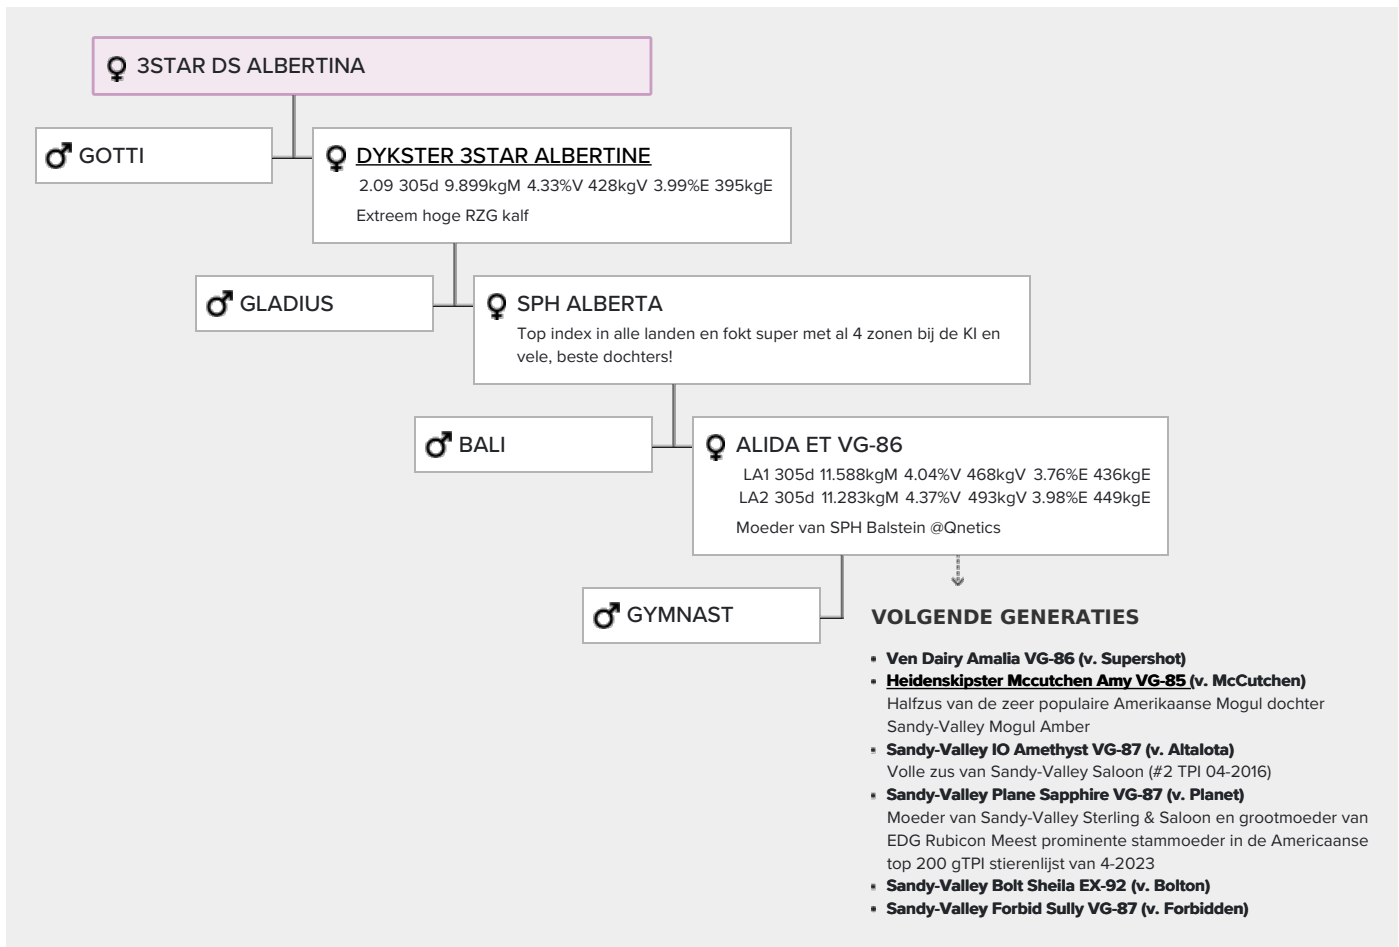 3STAR DS ALBERTINA
GOTTI
DYKSTER 3STAR ALBERTINE
2.09 305d 9.899kgM 4.33%V 428kgV 3.99%E 395kgE
Extreem hoge RZG kalf
GLADIUS
SPH ALBERTA
Top index in alle landen en fokt super met al 4 zonen bij de KI en
vele, beste dochters!
BALI
ALIDA ET VG-86
LA1 305d 11.588kgM 4.04%V 468kgV 3.76%E 436kgE
LA2 305d 11.283kgM 4.37%V 493kgV 3.98%E 449kgE
Moeder van SPH Balstein @Qnetics
GYMNAST
VOLGENDE GENERATIES
Ven Dairy Amalia VG-86 (v. Supershot)
Heidenskipster Mccutchen Amy VG-85 (v. McCutchen)
Halfzus van de zeer populaire Amerikaanse Mogul dochter
Sandy-Valley Mogul Amber
Sandy-Valley IO Amethyst VG-87 (v. AltaIota)
Volle zus van Sandy-Valley Saloon (#2 TPI 04-2016)
Sandy-Valley Plane Sapphire VG-87 (v. Planet)
Moeder van Sandy-Valley Sterling & Saloon en grootmoeder van
EDG Rubicon Meest prominente stammoeder in de Americaanse
top 200 gTPI stierenlijst van 4-2023
Sandy-Valley Bolt Sheila EX-92 (v. Bolton)
Sandy-Valley Forbid Sully VG-87 (v. Forbidden)